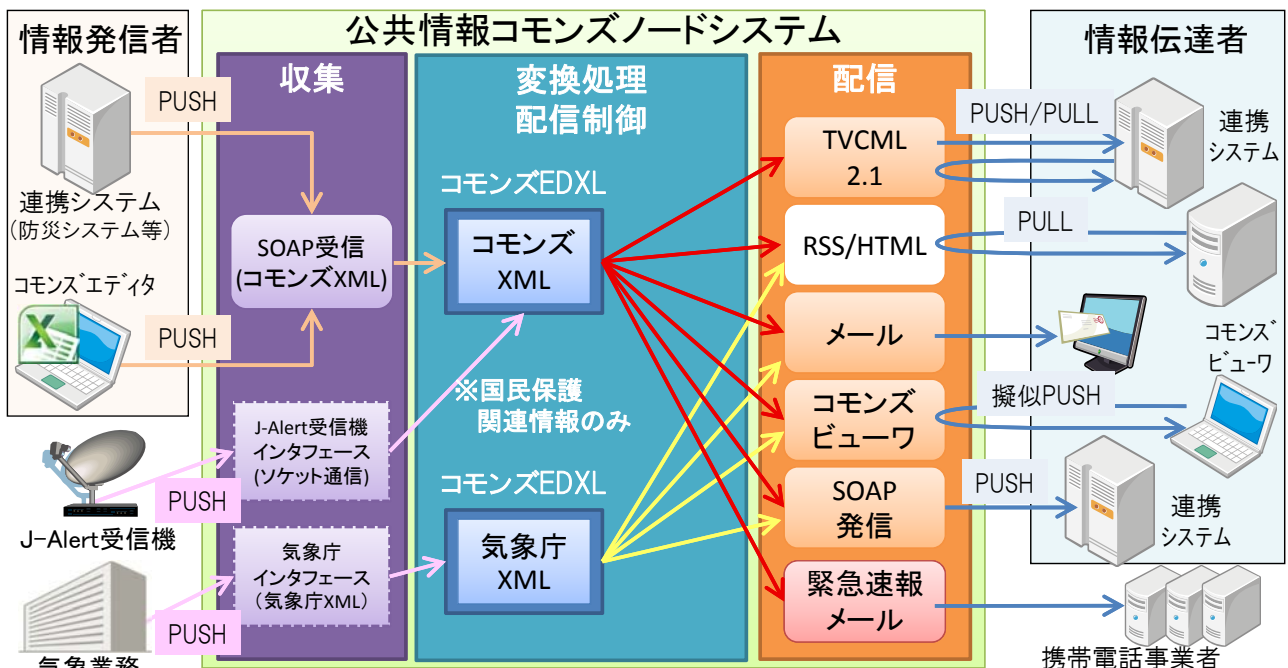 公共情報コモンズノードシステム
情報発信者
PUSH
連携システム
(防災システム等)
コモンズエディタ
PUSH
J-Alert受信機
PUSH
気象業務
PUSH
収集
SOAP受信
(コモンズXML)
J-Alert受信機
インタフェース
(ソケット通信)
気象庁
インタフェース
（気象庁XML）
変換処理
配信制御
コモンズEDXL
コモンズ
XML
※国民保護
関連情報のみ
コモンズEDXL
気象庁
XML
配信
TVCML
2.1
RSS/HTML
メール
コモンズ
ビューワ
SOAP
発信
緊急速報
メール
情報伝達者
PUSH/PULL
連携
システム
PULL
コモンズ
ビューワ
擬似PUSH
PUSH
連携
システム
携帯電話事業者